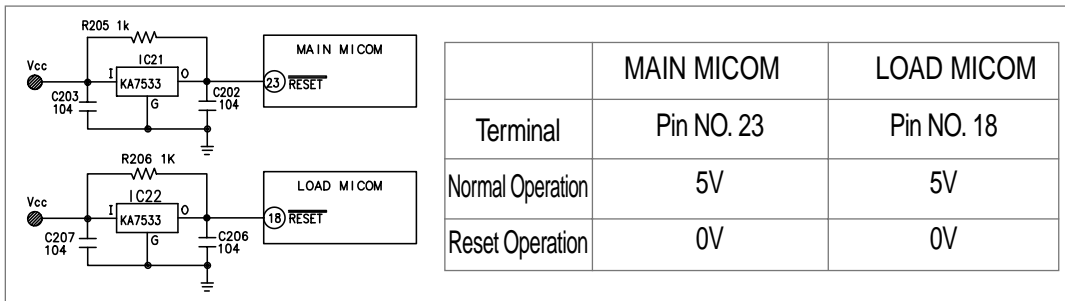 R205 1k
Vcc
IC21
I
KA7533
O
G
C203
104
C202
104
MAIN MICOM
23 RESET
R206 1K
Vcc
IC22
I
KA7533
O
G
C207
104
C206
104
LOAD MICOM
18 RESET
MAIN MICOM LOAD MICOM
Terminal Pin NO. 23 Pin NO. 18
Normal Operation 5V 5V
Reset Operation 0V 0V